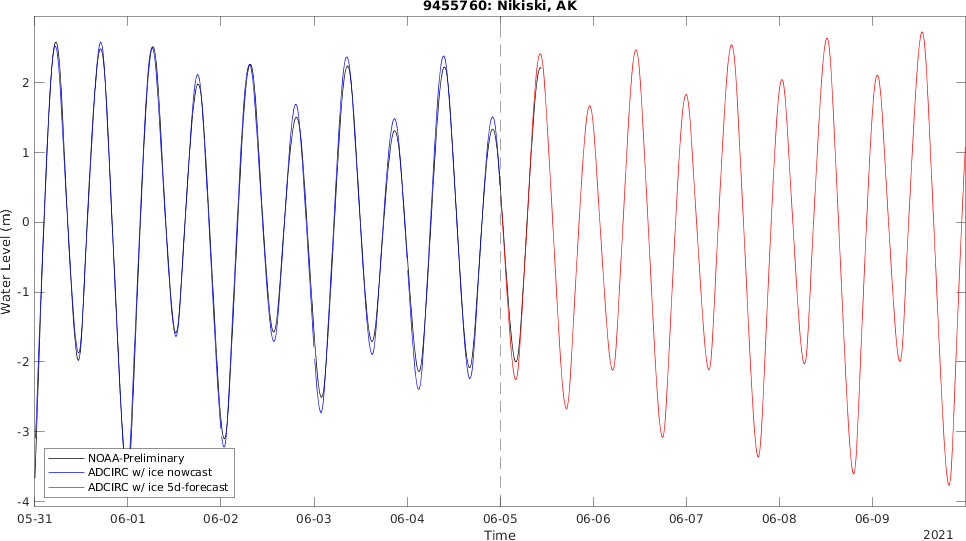 9455760: Nikiski, AK
Water Level (m)
2
1
0
-1
-2
-3
-4
NOAA-Preliminary
ADCIRC w/ ice nowcast
ADCIRC w/ ice 5d-forecast
05-31 06-01 06-02 06-03 06-04 06-05 06-06 06-07 06-08 06-09
Time
2021